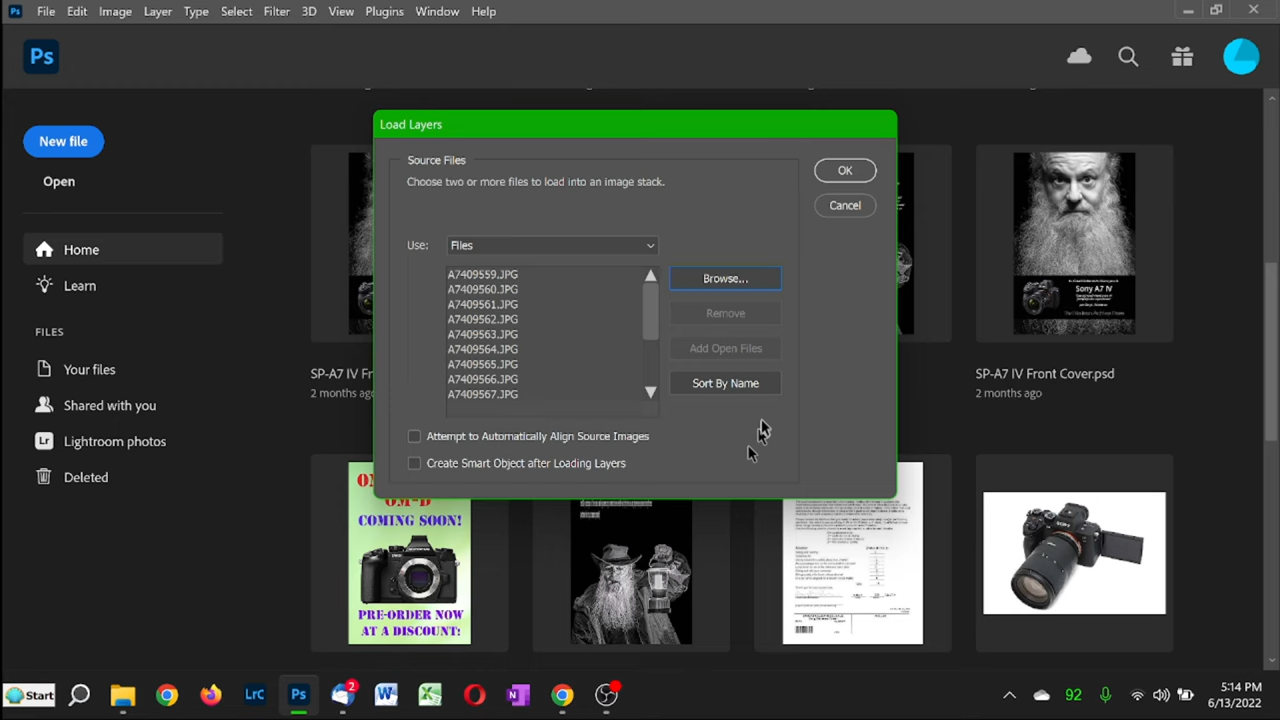 Ps File Edit Image Layer Type Select Filter 3D View Plugins Window Help
Ps
New file
Open
Home
Learn
FILES
Your files
Shared with you
Lr Lightroom photos
Deleted
Load Layers
Source Files
Choose two or more files to load into an image stack.
OK
Cancel
Use: Files
A7409559.JPG
A7409560.JPG
A7409561.JPG
A7409562.JPG
A7409563.JPG
A7409564.JPG
A7409565.JPG
A7409566.JPG
A7409567.JPG
Browse...
Remove
Add Open Files
Sort By Name
Attempt to Automatically Align Source Images
Create Smart Object after Loading Layers
Sony A7 IV
SP-A7 IV Fr
2 months a
SP-A7 IV Front Cover.psd
2 months ago
OM-D
COMING SOON!
PRE-ORDER NOW
AT A DISCOUNT!
Start
LrC
Ps
2
W
X
N
92
5:14 PM
6/13/2022